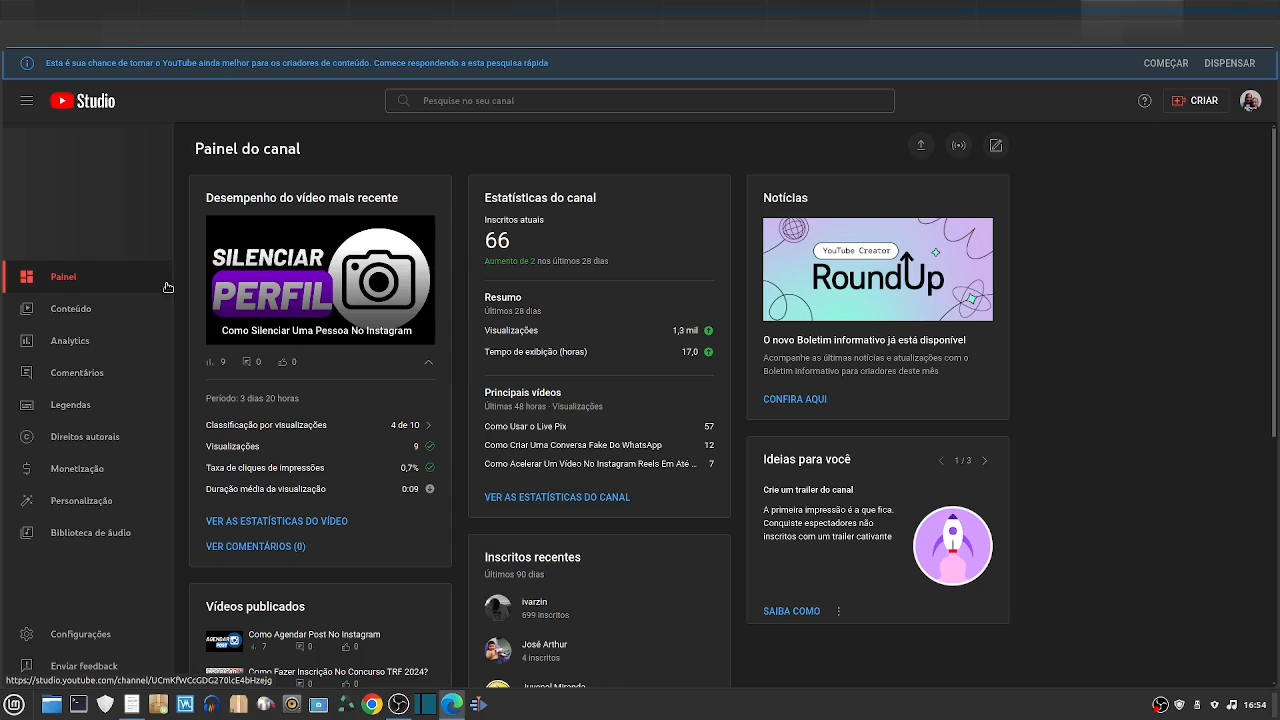 Esta é sua chance de tornar o YouTube ainda melhor para os criadores de conteúdo. Comece respondendo a esta pesquisa rápida
COMEÇAR
DISPENSAR
Studio
Pesquise no seu canal
CRIAR
Painel
Conteúdo
Analytics
Comentários
Legendas
Direitos autorais
Monetização
Personalização
Biblioteca de áudio
Configurações
Enviar feedback
Painel do canal
Desempenho do vídeo mais recente
SILENCIAR
PERFIL
Como Silenciar Uma Pessoa No Instagram
9 0 0
Período: 3 dias 20 horas
Classificação por visualizações 4 de 10
Visualizações 9
Taxa de cliques de impressões 0,7%
Duração média da visualização 0:09
VER AS ESTATÍSTICAS DO VÍDEO
VER COMENTÁRIOS (0)
Vídeos publicados
AGENDAR
POST
Como Agendar Post No Instagram
7 0 0
Como Fazer Inscrição No Concurso TRF 2024?
Estatísticas do canal
Inscritos atuais
66
Aumento de 2 nos últimos 28 dias
Resumo
Últimos 28 dias
Visualizações 1,3 mil
Tempo de exibição (horas) 17,0
Principais vídeos
Últimas 48 horas · Visualizações
Como Usar o Live Pix 57
Como Criar Uma Conversa Fake Do WhatsApp 12
Como Acelerar Um Vídeo No Instagram Reels Em Até ... 7
VER AS ESTATÍSTICAS DO CANAL
Inscritos recentes
Últimos 90 dias
ivarzin
699 inscritos
José Arthur
4 inscritos
Juvenal Miranda
Notícias
YouTube Creator
RoundUp
O novo Boletim informativo já está disponível
Acompanhe as últimas notícias e atualizações com o
Boletim Informativo para criadores deste mês
CONFIRA AQUI
Ideias para você
1 / 3
Crie um trailer do canal
A primeira impressão é a que fica.
Conquiste espectadores não
inscritos com um trailer cativante
SAIBA COMO
https://studio.youtube.com/channel/UCmKfwVCcGDG270cE4bHzejg
16:54